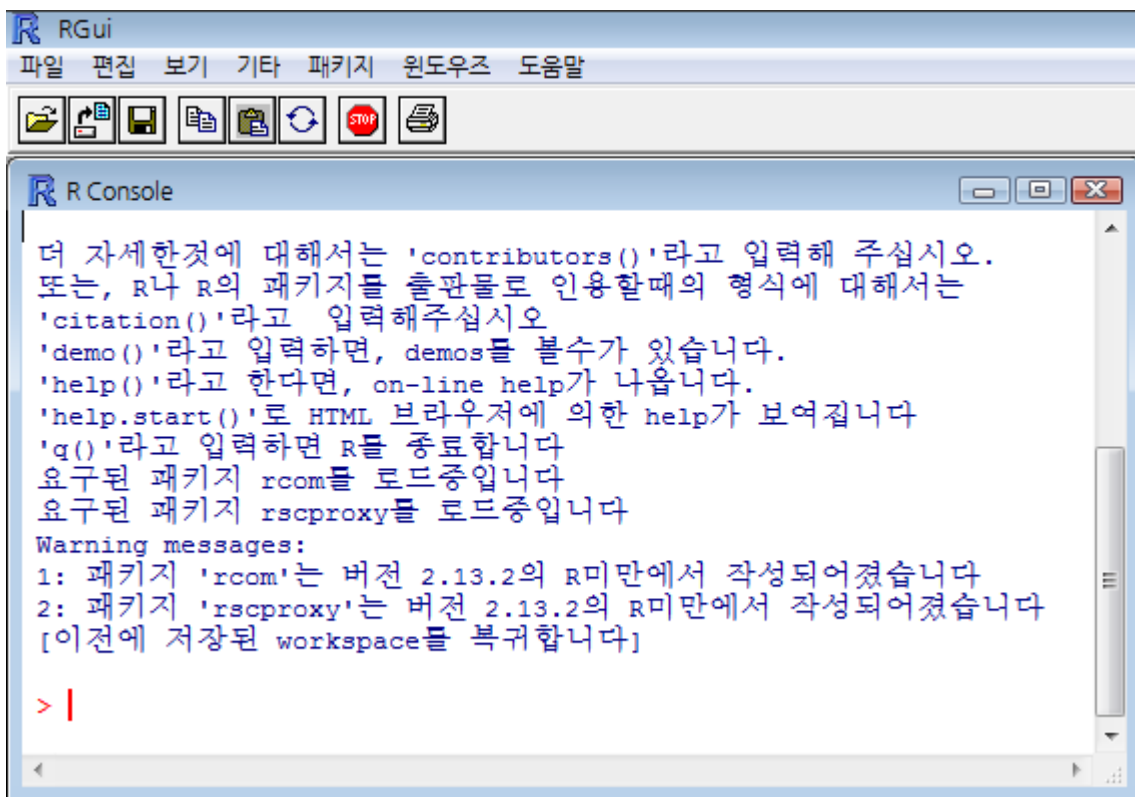 RGui
파일 편집 보기 기타 패키지 윈도우즈 도움말
STOP
R Console
더 자세한것에 대해서는 'contributors()'라고 입력해 주십시오.
또는, R나 R의 패키지를 출판물로 인용할때의 형식에 대해서는
'citation()'라고  입력해주십시오
'demo()'라고 입력하면, demos를 볼수가 있습니다.
'help()'라고 한다면, on-line help가 나옵니다.
'help.start()'로 HTML 브라우저에 의한 help가 보여집니다
'q()'라고 입력하면 R를 종료합니다
요구된 패키지 rcom를 로드중입니다
요구된 패키지 rscproxy를 로드중입니다
Warning messages:
1: 패키지 'rcom'는 버전 2.13.2의 R미만에서 작성되어졌습니다
2: 패키지 'rscproxy'는 버전 2.13.2의 R미만에서 작성되어졌습니다
[이전에 저장된 workspace를 복귀합니다]
>